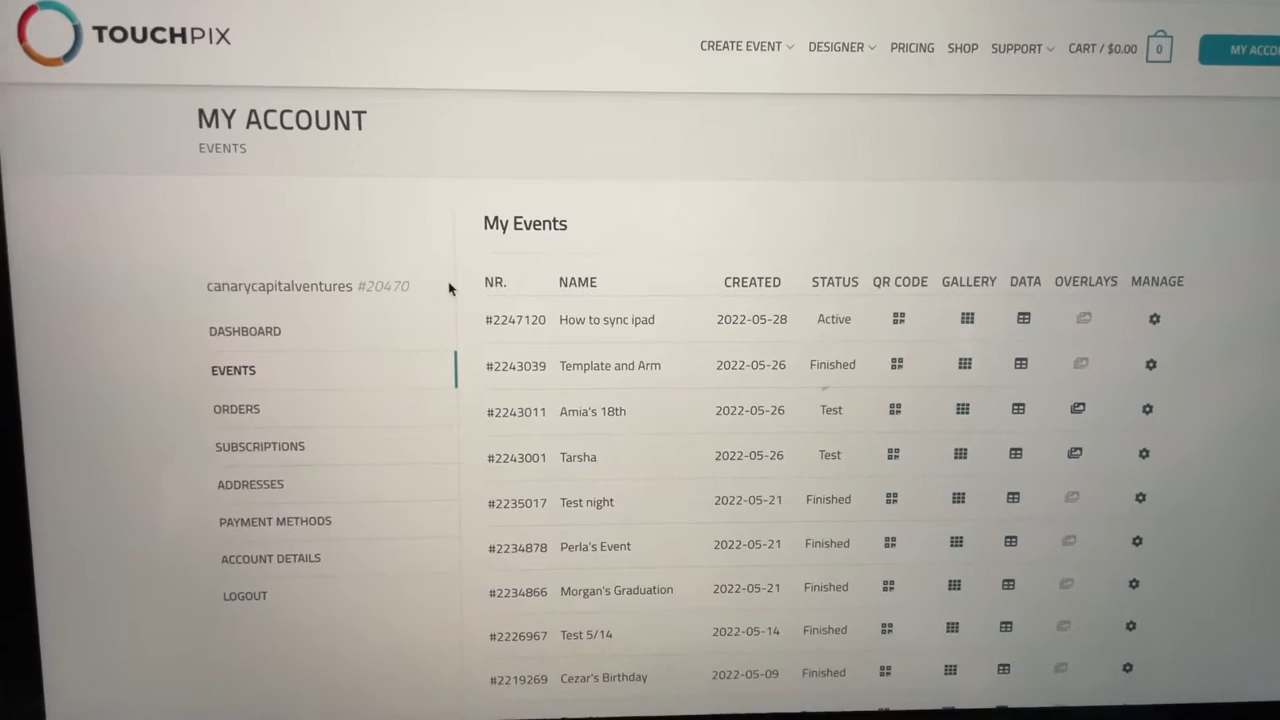 TOUCHPIX
CREATE EVENT DESIGNER PRICING SHOP SUPPORT CART / $0.00 0 MY ACCO
MY ACCOUNT
EVENTS
My Events
canarycapitalventures #20470
DASHBOARD
EVENTS
ORDERS
SUBSCRIPTIONS
ADDRESSES
PAYMENT METHODS
ACCOUNT DETAILS
LOGOUT
NR. NAME CREATED STATUS QR CODE GALLERY DATA OVERLAYS MANAGE
#2247120 How to sync ipad 2022-05-28 Active
#2243039 Template and Arm 2022-05-26 Finished
#2243011 Amia's 18th 2022-05-26 Test
#2243001 Tarsha 2022-05-26 Test
#2235017 Test night 2022-05-21 Finished
#2234878 Perla's Event 2022-05-21 Finished
#2234866 Morgan's Graduation 2022-05-21 Finished
#2226967 Test 5/14 2022-05-14 Finished
#2219269 Cezar's Birthday 2022-05-09 Finished